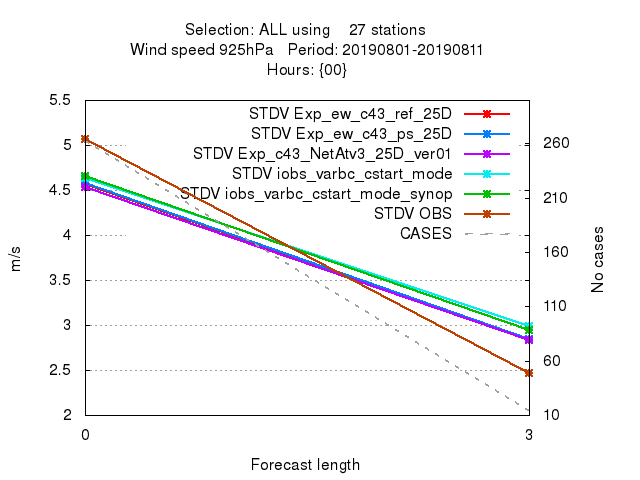 Selection: ALL using    27 stations
Wind speed 925hPa   Period: 20190801-20190811
Hours: {00}
5.5
5
4.5
4
3.5
3
2.5
2
m/s
STDV Exp_ew_c43_ref_25D
STDV Exp_ew_c43_ps_25D
STDV Exp_c43_NetAtv3_25D_ver01
STDV iobs_varbc_cstart_mode
STDV iobs_varbc_cstart_mode_synop
STDV OBS
CASES
260
210
160
110
60
10
No cases
0 3
Forecast length